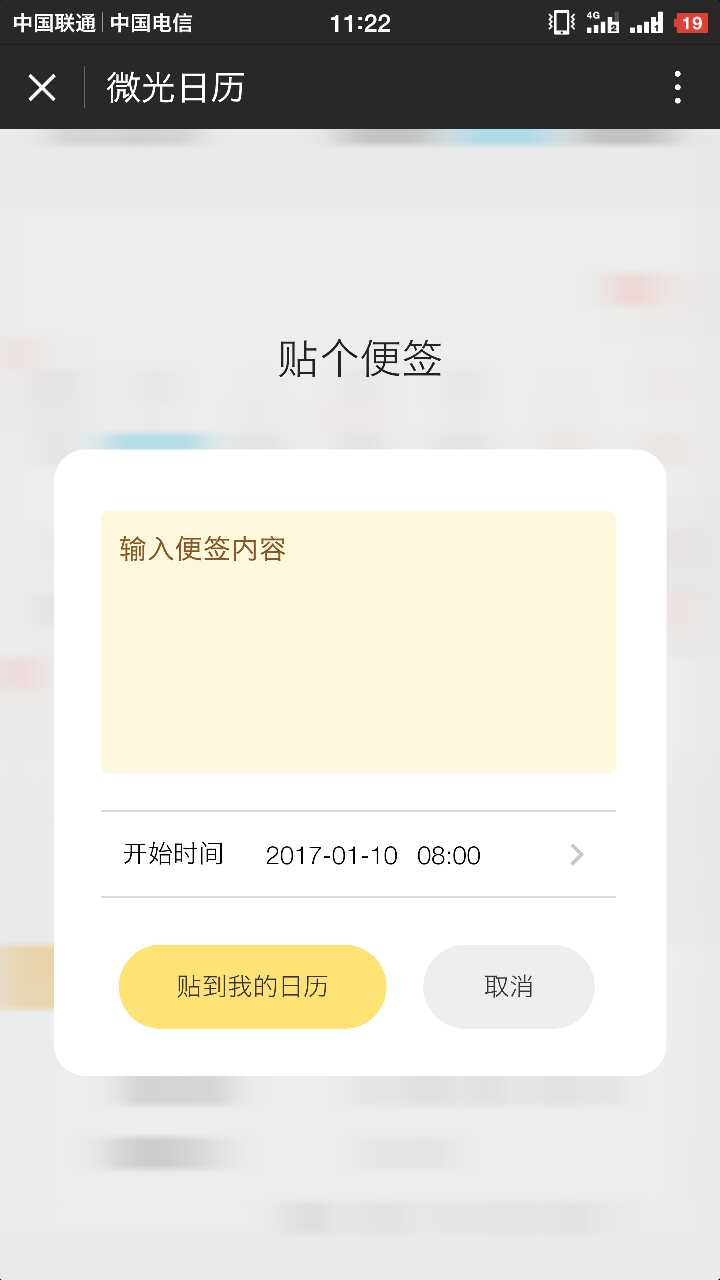 中国联通 中国电信 11:22 4G 2 1 19
微光日历
贴个便签
输入便签内容
开始时间 2017-01-10 08:00
贴到我的日历 取消